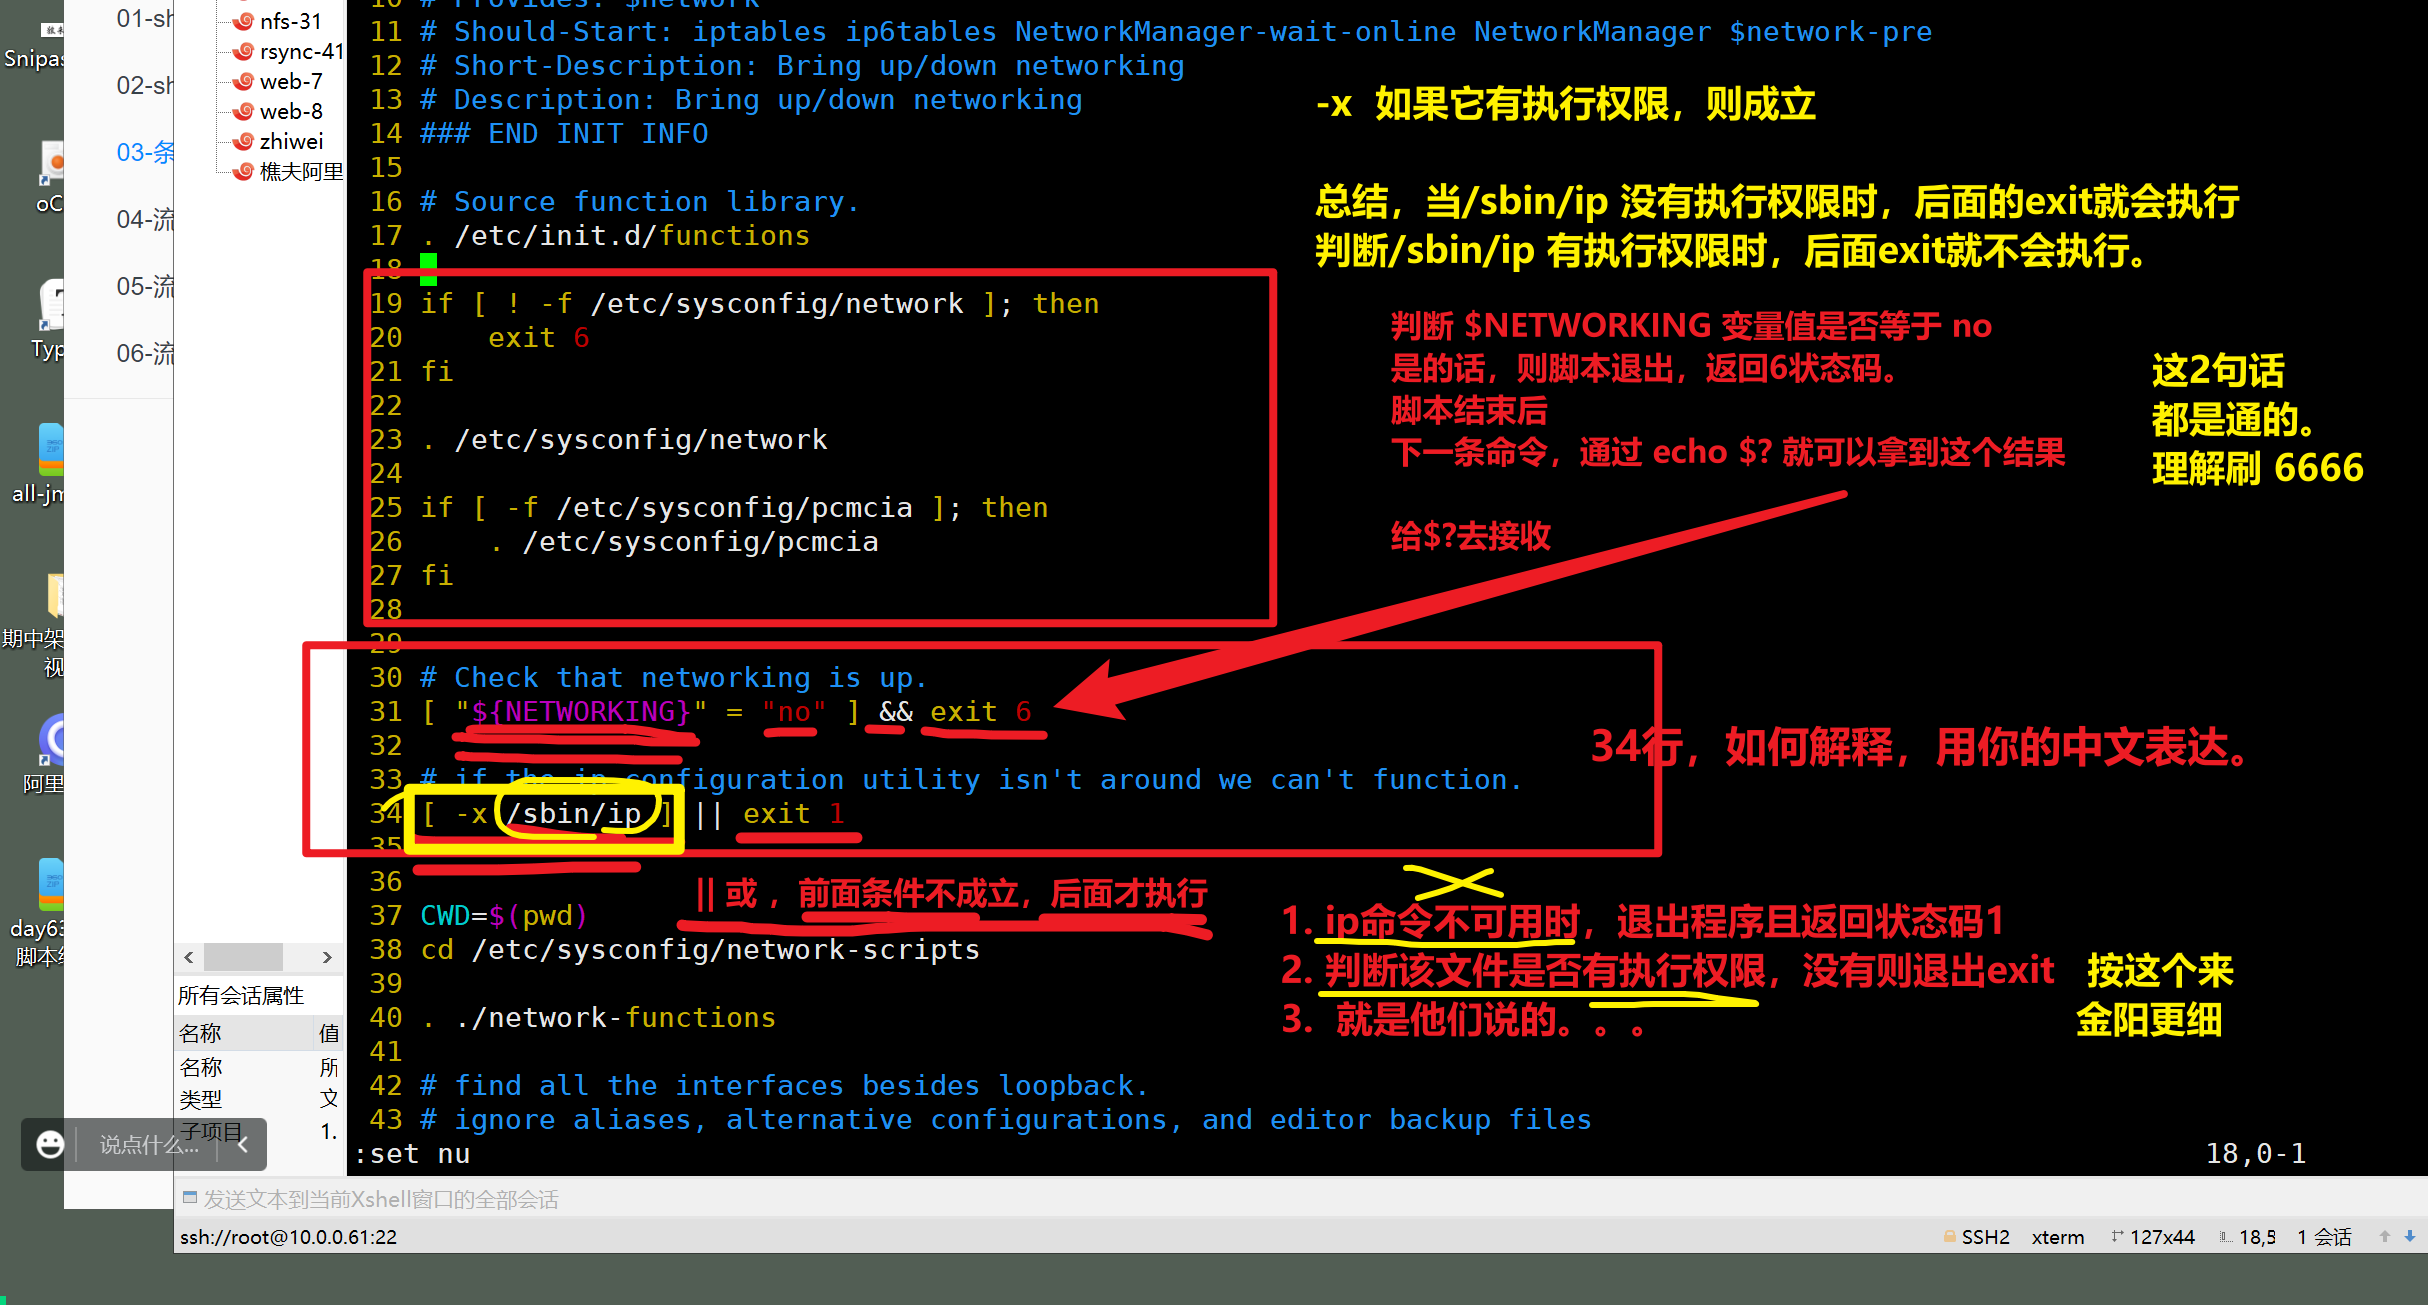 01-sh
02-sh
03-条
04-流
05-流
06-流
Snipas
oC
Typ
all-jm
期中架
视
阿里
day63
nfs-31
rsync-41
web-7
web-8
zhiwei
樵夫阿里
所有会话属性
名称 值
名称 所
类型 文
子项目 1.
说点什么...
10 # Provides: $network
11 # Should-Start: iptables ip6tables NetworkManager-wait-online NetworkManager $network-pre
12 # Short-Description: Bring up/down networking
13 # Description: Bring up/down networking
14 ### END INIT INFO
15
16 # Source function library.
17 . /etc/init.d/functions
18
19 if [ ! -f /etc/sysconfig/network ]; then
20 exit 6
21 fi
22
23 . /etc/sysconfig/network
24
25 if [ -f /etc/sysconfig/pcmcia ]; then
26 . /etc/sysconfig/pcmcia
27 fi
28
29
30 # Check that networking is up.
31 [ "${NETWORKING}" = "no" ] && exit 6
32
33 # if the ip configuration utility isn't around we can't function.
34 [ -x /sbin/ip ] || exit 1
35
36
37 CWD=$(pwd)
38 cd /etc/sysconfig/network-scripts
39
40 . ./network-functions
41
42 # find all the interfaces besides loopback.
43 # ignore aliases, alternative configurations, and editor backup files
:set nu
18,0-1
-x 如果它有执行权限，则成立
总结，当/sbin/ip 没有执行权限时，后面的exit就会执行
判断/sbin/ip 有执行权限时，后面exit就不会执行。
判断 $NETWORKING 变量值是否等于 no
是的话，则脚本退出，返回6状态码。
脚本结束后
下一条命令，通过 echo $? 就可以拿到这个结果
给$?去接收
这2句话
都是通的。
理解刷 6666
34行，如何解释，用你的中文表达。
|| 或 ，前面条件不成立，后面才执行
1. ip命令不可用时，退出程序且返回状态码1
2. 判断该文件是否有执行权限，没有则退出exit 按这个来
3. 就是他们说的。。。
金阳更细
发送文本到当前Xshell窗口的全部会话
ssh://root@10.0.0.61:22
SSH2 xterm 127x44 18,5 1 会话